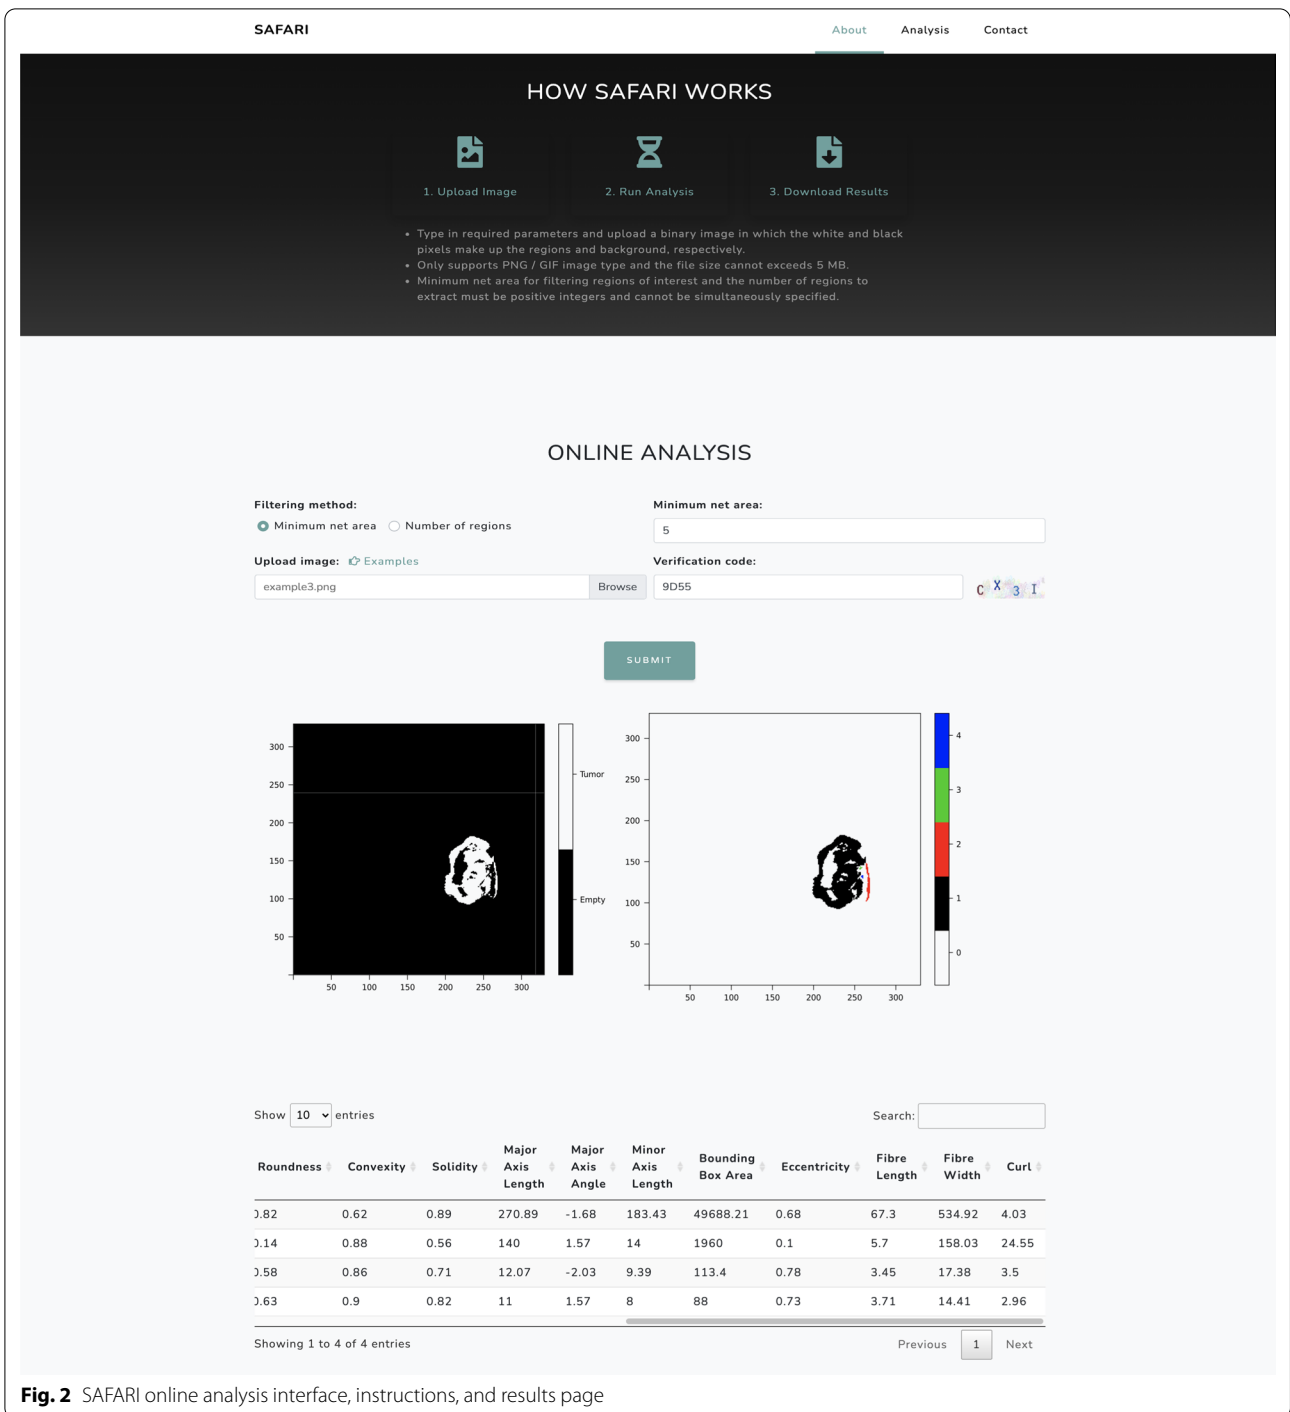 SAFARI
About Analysis Contact
HOW SAFARI WORKS
1. Upload Image 2. Run Analysis 3. Download Results
• Type in required parameters and upload a binary image in which the white and black
pixels make up the regions and background, respectively.
• Only supports PNG / GIF image type and the file size cannot exceeds 5 MB.
• Minimum net area for filtering regions of interest and the number of regions to
extract must be positive integers and cannot be simultaneously specified.
ONLINE ANALYSIS
Filtering method: Minimum net area:
Minimum net area Number of regions 5
Upload image: Examples Verification code:
example3.png Browse 9D55 C X 3 I
SUBMIT
300
250
200
150
100
50
50 100 150 200 250 300
Tumor
Empty
300
250
200
150
100
50
50 100 150 200 250 300
4
3
2
1
0
Show 10 entries Search:
Roundness Convexity Solidity Major Axis Length Major Axis Angle Minor Axis Length Bounding Box Area Eccentricity Fibre Length Fibre Width Curl
0.82 0.62 0.89 270.89 -1.68 183.43 49688.21 0.68 67.3 534.92 4.03
0.14 0.88 0.56 140 1.57 14 1960 0.1 5.7 158.03 24.55
0.58 0.86 0.71 12.07 -2.03 9.39 113.4 0.78 3.45 17.38 3.5
0.63 0.9 0.82 11 1.57 8 88 0.73 3.71 14.41 2.96
Showing 1 to 4 of 4 entries Previous 1 Next
Fig. 2 SAFARI online analysis interface, instructions, and results page